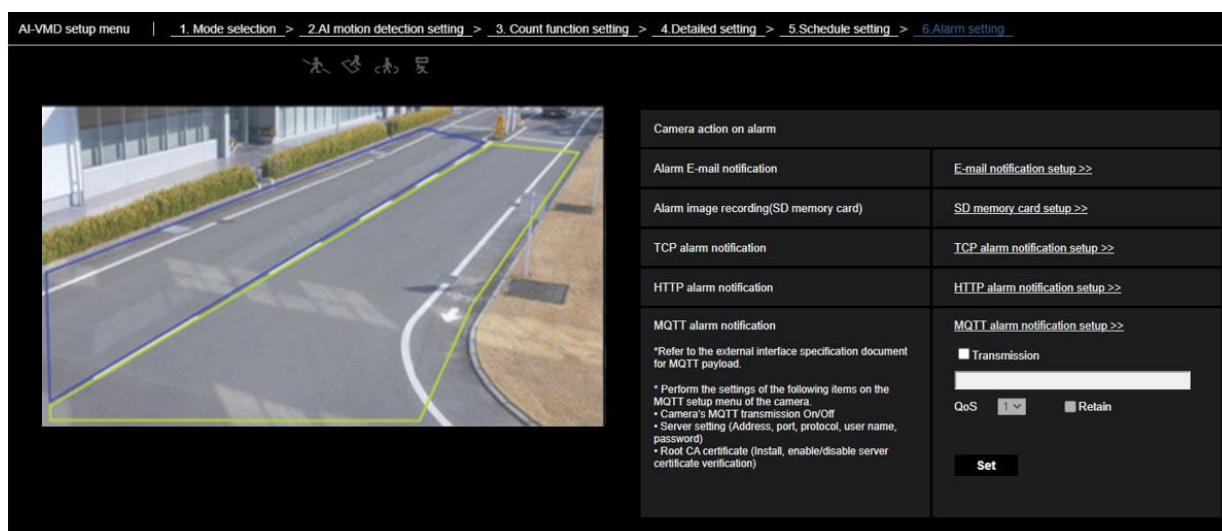 AI-VMD setup menu | 1. Mode selection > 2.AI motion detection setting > 3. Count function setting > 4.Detailed setting > 5.Schedule setting > 6.Alarm setting
Camera action on alarm
Alarm E-mail notification
E-mail notification setup >>
Alarm image recording(SD memory card)
SD memory card setup >>
TCP alarm notification
TCP alarm notification setup >>
HTTP alarm notification
HTTP alarm notification setup >>
MQTT alarm notification
*Refer to the external interface specification document
for MQTT payload.
* Perform the settings of the following items on the
MQTT setup menu of the camera.
• Camera's MQTT transmission On/Off
• Server setting (Address, port, protocol, user name,
password)
• Root CA certificate (Install, enable/disable server
certificate verification)
MQTT alarm notification setup >>
Transmission
QoS 1 Retain
Set